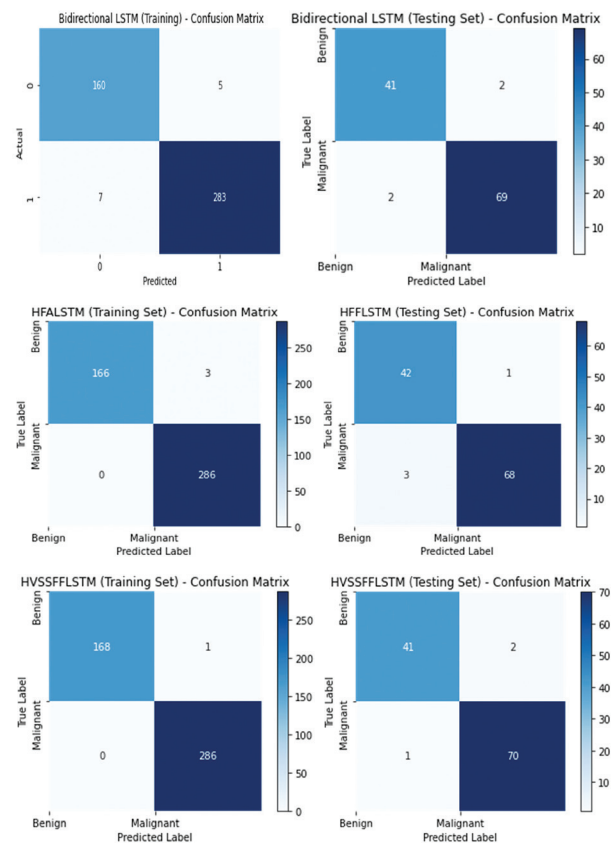 Bidirectional LSTM (Training) - Confusion Matrix
0
160
5
Actual
1
7
283
0
1
Predicted
Bidirectional LSTM (Testing Set) - Confusion Matrix
Benign
41
2
True Label
Malignant
2
69
Benign
Malignant
Predicted Label
60
50
40
30
20
10
HFALSTM (Training Set) - Confusion Matrix
Benign
166
3
True Label
Malignant
0
286
Benign
Malignant
Predicted Label
250
200
150
100
50
0
HFFLSTM (Testing Set) - Confusion Matrix
Benign
42
1
True Label
Malignant
3
68
Benign
Malignant
Predicted Label
60
50
40
30
20
10
HVSSFFLSTM (Training Set) - Confusion Matrix
Benign
168
1
True Label
Malignant
0
286
Benign
Malignant
Predicted Label
250
200
150
100
50
0
HVSSFFLSTM (Testing Set) - Confusion Matrix
Benign
41
2
True Label
Malignant
1
70
Benign
Malignant
Predicted Label
70
60
50
40
30
20
10